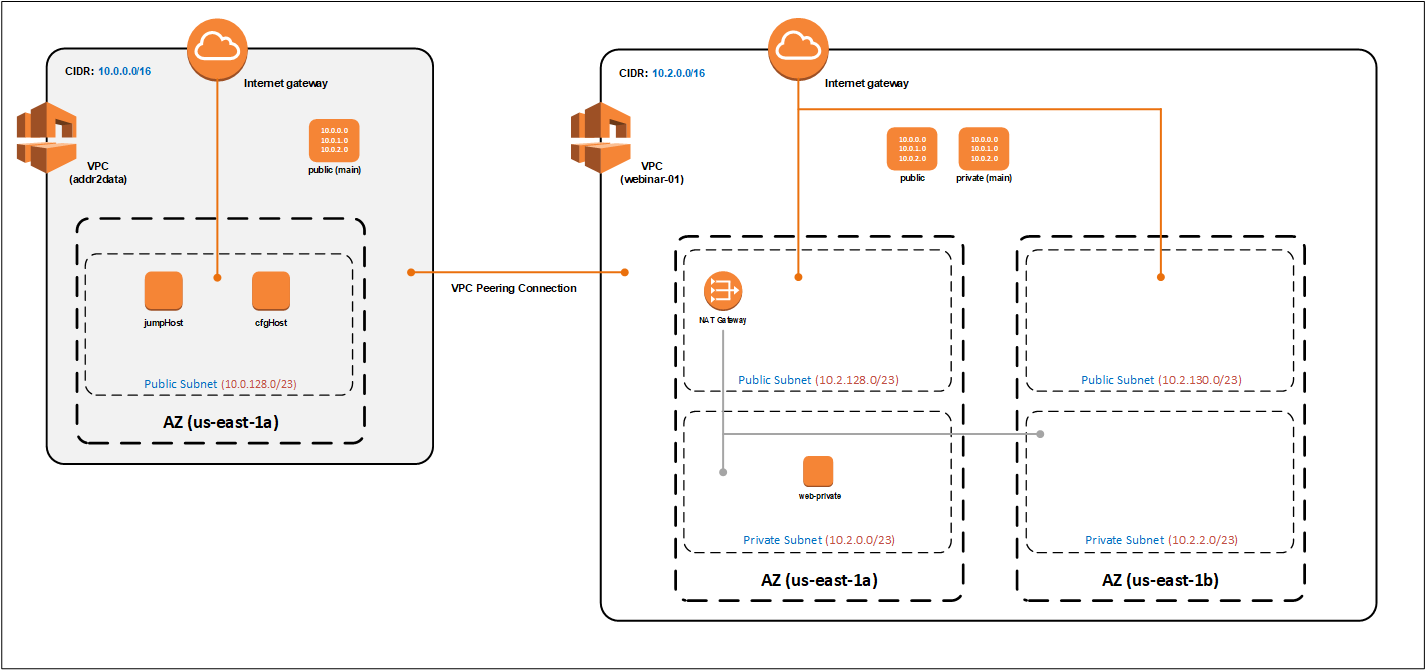 CIDR: 10.0.0.0/16
Internet gateway
10.0.0.0
10.0.1.0
10.0.2.0
public (main)
VPC
(addr2data)
jumpHost
cfgHost
Public Subnet (10.0.128.0/23)
AZ (us-east-1a)
VPC Peering Connection
CIDR: 10.2.0.0/16
Internet gateway
10.0.0.0
10.0.1.0
10.0.2.0
public
10.0.0.0
10.0.1.0
10.0.2.0
private (main)
VPC
(webinar-01)
NAT Gateway
Public Subnet (10.2.128.0/23)
Public Subnet (10.2.130.0/23)
web-private
Private Subnet (10.2.0.0/23)
Private Subnet (10.2.2.0/23)
AZ (us-east-1a)
AZ (us-east-1b)